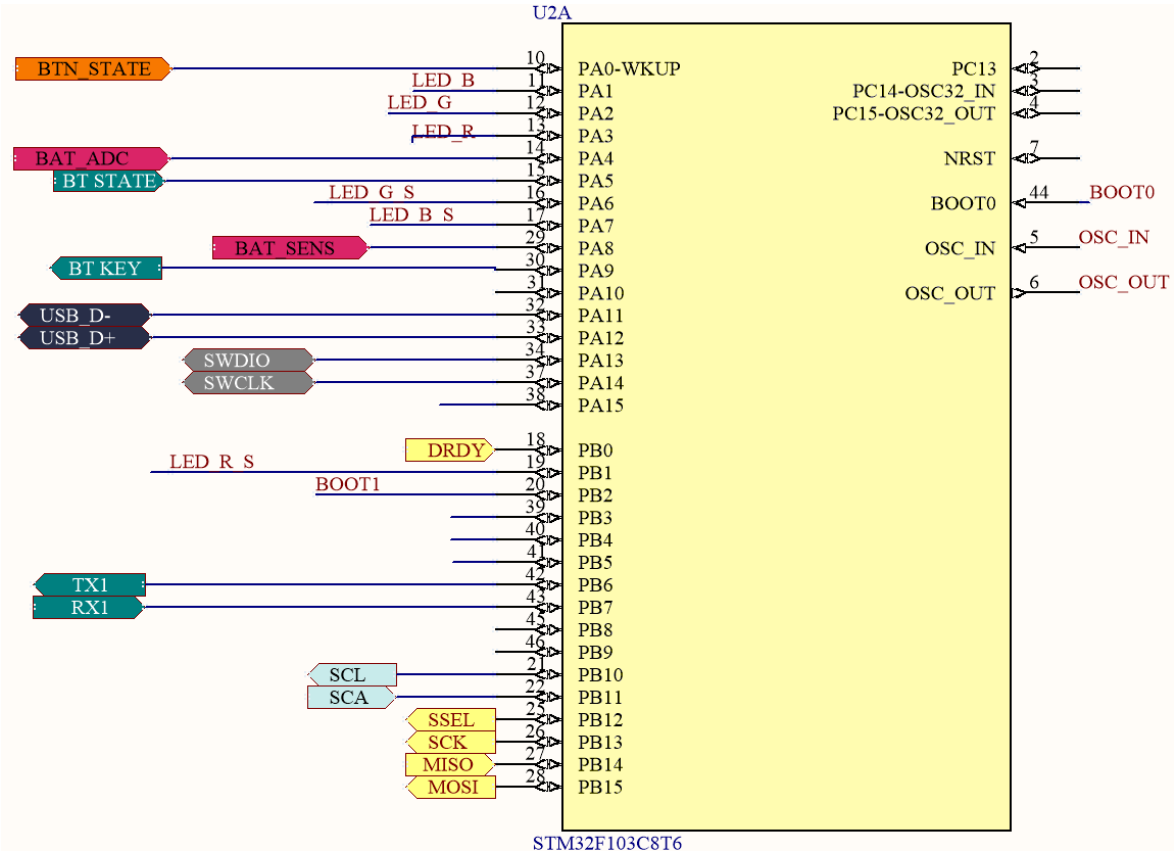 U2A
BTN_STATE 10 PA0-WKUP PC13 2
LED_B 11 PA1 PC14-OSC32_IN 3
LED_G 12 PA2 PC15-OSC32_OUT 4
LED_R 13 PA3
BAT_ADC 14 PA4 NRST 7
BT STATE 15 PA5
LED_G_S 16 PA6 BOOT0 44 BOOT0
LED_B_S 17 PA7
BAT_SENS 29 PA8 OSC_IN 5 OSC_IN
BT KEY 30 PA9
31 PA10 OSC_OUT 6 OSC_OUT
USB_D- 32 PA11
USB_D+ 33 PA12
SWDIO 34 PA13
SWCLK 37 PA14
38 PA15
DRDY 18 PB0
LED_R_S 19 PB1
BOOT1 20 PB2
39 PB3
40 PB4
41 PB5
TX1 42 PB6
RX1 43 PB7
45 PB8
46 PB9
SCL 21 PB10
SCA 22 PB11
SSEL 25 PB12
SCK 26 PB13
MISO 27 PB14
MOSI 28 PB15
STM32F103C8T6